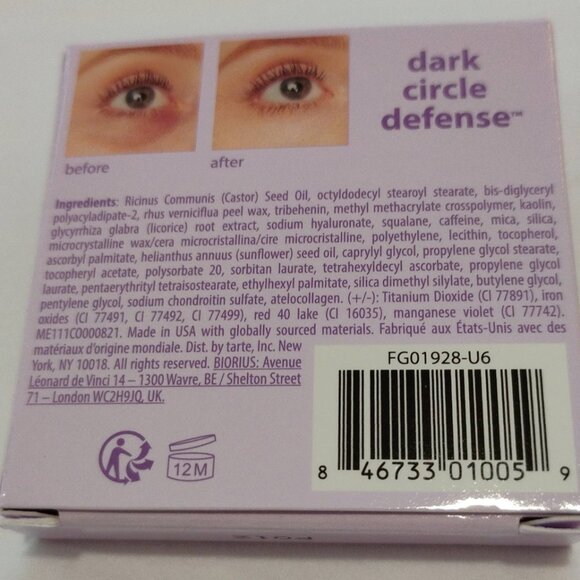 dark
circle
defense™
before
after
Ingredients: Ricinus Communis (Castor) Seed Oil, octyldodecyl stearoyl stearate, bis-diglyceryl
polyacyladipate-2, rhus verniciflua peel wax, tribehenin, methyl methacrylate crosspolymer, kaolin,
glycyrrhiza glabra (licorice) root extract, sodium hyaluronate, squalane, caffeine, mica, silica,
microcrystalline wax/cera microcristallina/cire microcristalline, polyethylene, lecithin, tocopherol,
ascorbyl palmitate, helianthus annuus (sunflower) seed oil, caprylyl glycol, propylene glycol stearate,
tocopheryl acetate, polysorbate 20, sorbitan laurate, tetrahexyldecyl ascorbate, propylene glycol
laurate, pentaerythrityl tetraisostearate, ethylhexyl palmitate, silica dimethyl silylate, butylene glycol,
pentylene glycol, sodium chondroitin sulfate, atelocollagen. (+/-): Titanium Dioxide (CI 77891), iron
oxides (CI 77491, CI 77492, CI 77499), red 40 lake (CI 16035), manganese violet (CI 77742).
ME111C0000821. Made in USA with globally sourced materials. Fabriqué aux États-Unis avec des
matériaux d'origine mondiale. Dist. by tarte, Inc. New
York, NY 10018. All rights reserved. BIORIUS: Avenue
Léonard de Vinci 14 – 1300 Wavre, BE / Shelton Street
71 – London WC2H9JQ, UK.
12M
FG01928-U6
8 46733 01005 9